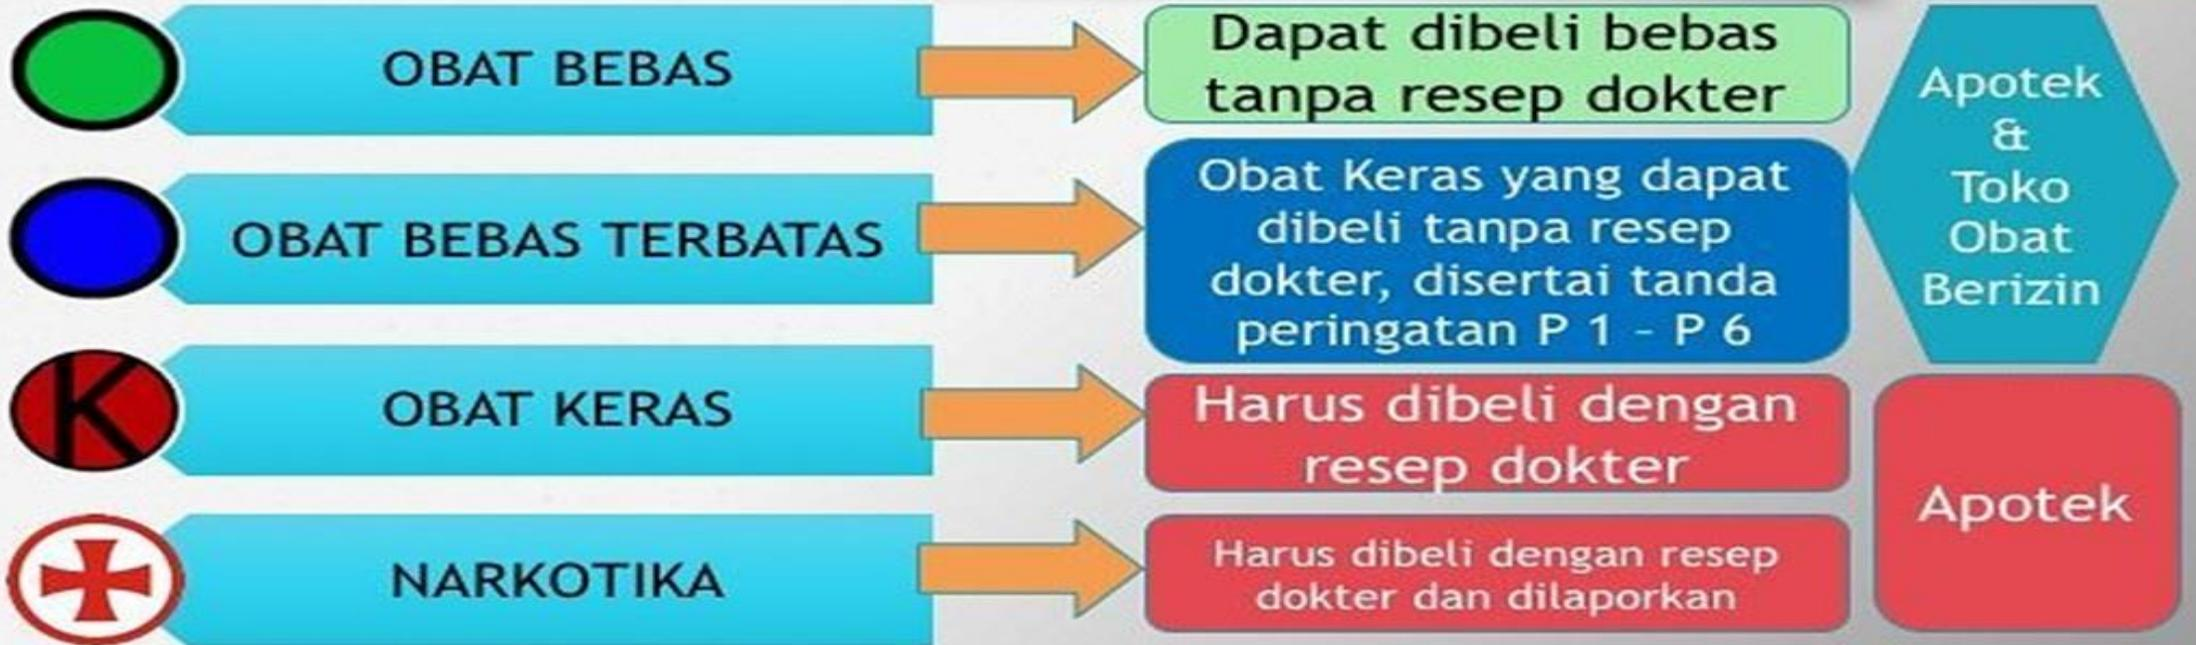 OBAT BEBAS
Dapat dibeli bebas
tanpa resep dokter
OBAT BEBAS TERBATAS
Obat Keras yang dapat
dibeli tanpa resep
dokter, disertai tanda
peringatan P 1 - P 6
Apotek
&
Toko
Obat
Berizin
K
OBAT KERAS
Harus dibeli dengan
resep dokter
NARKOTIKA
Harus dibeli dengan resep
dokter dan dilaporkan
Apotek